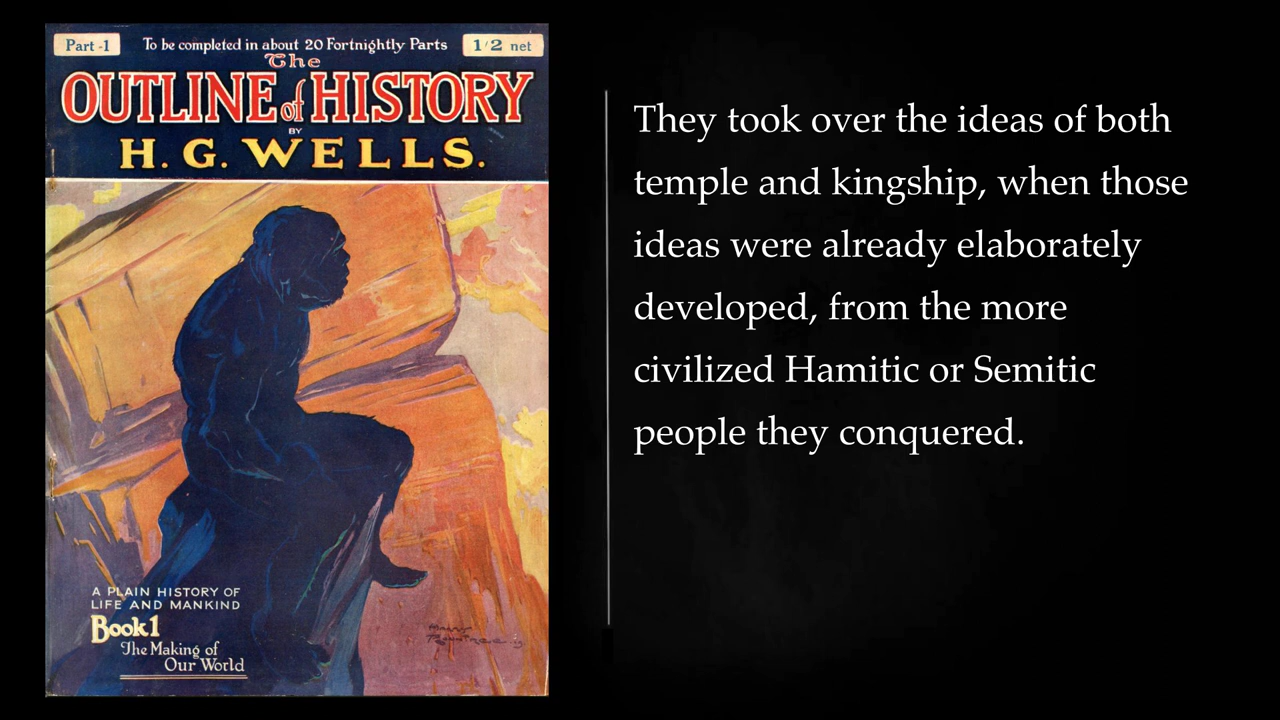 Part -1
To be completed in about 20 Fortnightly Parts
1/2 net
The
OUTLINE of HISTORY
BY
H. G. WELLS.
A PLAIN HISTORY OF
LIFE AND MANKIND
Book 1
The Making of
Our World
They took over the ideas of both
temple and kingship, when those
ideas were already elaborately
developed, from the more
civilized Hamitic or Semitic
people they conquered.